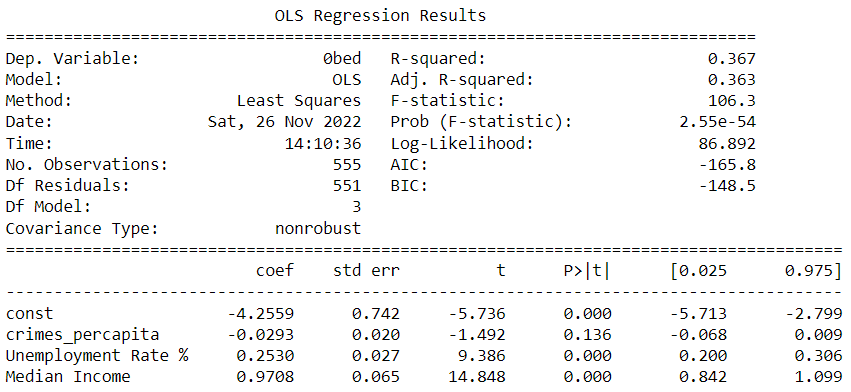 OLS Regression Results
==============================================================================
Dep. Variable: 0bed R-squared: 0.367
Model: OLS Adj. R-squared: 0.363
Method: Least Squares F-statistic: 106.3
Date: Sat, 26 Nov 2022 Prob (F-statistic): 2.55e-54
Time: 14:10:36 Log-Likelihood: 86.892
No. Observations: 555 AIC: -165.8
Df Residuals: 551 BIC: -148.5
Df Model: 3
Covariance Type: nonrobust
=======================================================================================
coef std err t P>|t| [0.025 0.975]
---------------------------------------------------------------------------------------
const -4.2559 0.742 -5.736 0.000 -5.713 -2.799
crimes_percapita -0.0293 0.020 -1.492 0.136 -0.068 0.009
Unemployment Rate % 0.2530 0.027 9.386 0.000 0.200 0.306
Median Income 0.9708 0.065 14.848 0.000 0.842 1.099